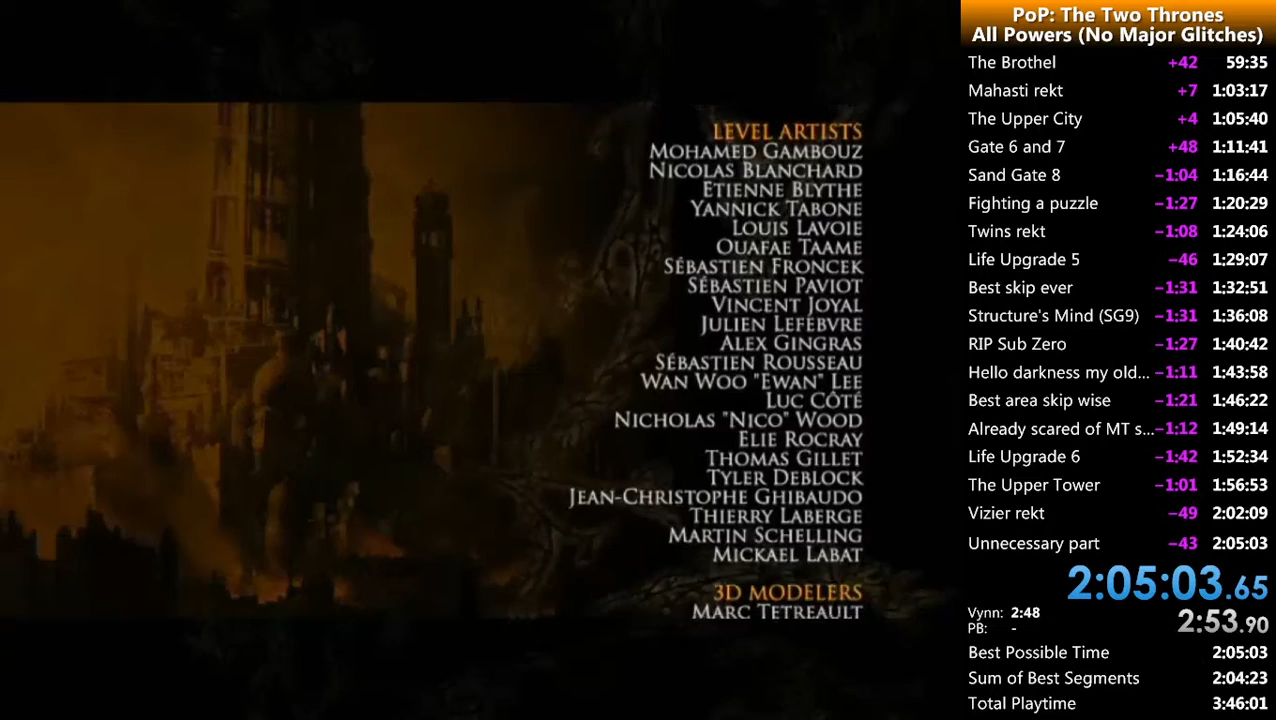 LEVEL ARTISTS
MOHAMED GAMBOUZ
NICOLAS BLANCHARD
ETIENNE BLYTHE
YANNICK TABONE
LOUIS LAVOIE
OUAFAE TAAME
SÉBASTIEN FRONCEK
SÉBASTIEN PAVIOT
VINCENT JOYAL
JULIEN LEFÉBVRE
ALEX GINGRAS
SÉBASTIEN ROUSSEAU
WAN WOO "EWAN" LEE
LUC CÔTÉ
NICHOLAS "NICO" WOOD
ELIE ROCRAY
THOMAS GILLET
TYLER DEBLOCK
JEAN-CHRISTOPHE GHIBAUDO
THIERRY LABERGE
MARTIN SCHELLING
MICKAEL LABAT
3D MODELERS
MARC TETREAULT
PoP: The Two Thrones
All Powers (No Major Glitches)
The Brothel +42 59:35
Mahasti rekt +7 1:03:17
The Upper City +4 1:05:40
Gate 6 and 7 +48 1:11:41
Sand Gate 8 −1:04 1:16:44
Fighting a puzzle −1:27 1:20:29
Twins rekt −1:08 1:24:06
Life Upgrade 5 −46 1:29:07
Best skip ever −1:31 1:32:51
Structure's Mind (SG9) −1:31 1:36:08
RIP Sub Zero −1:27 1:40:42
Hello darkness my old... −1:11 1:43:58
Best area skip wise −1:21 1:46:22
Already scared of MT s... −1:12 1:49:14
Life Upgrade 6 −1:42 1:52:34
The Upper Tower −1:01 1:56:53
Vizier rekt −49 2:02:09
Unnecessary part −43 2:05:03
2:05:03.65
Vynn: 2:48
PB: -
2:53.90
Best Possible Time 2:05:03
Sum of Best Segments 2:04:23
Total Playtime 3:46:01